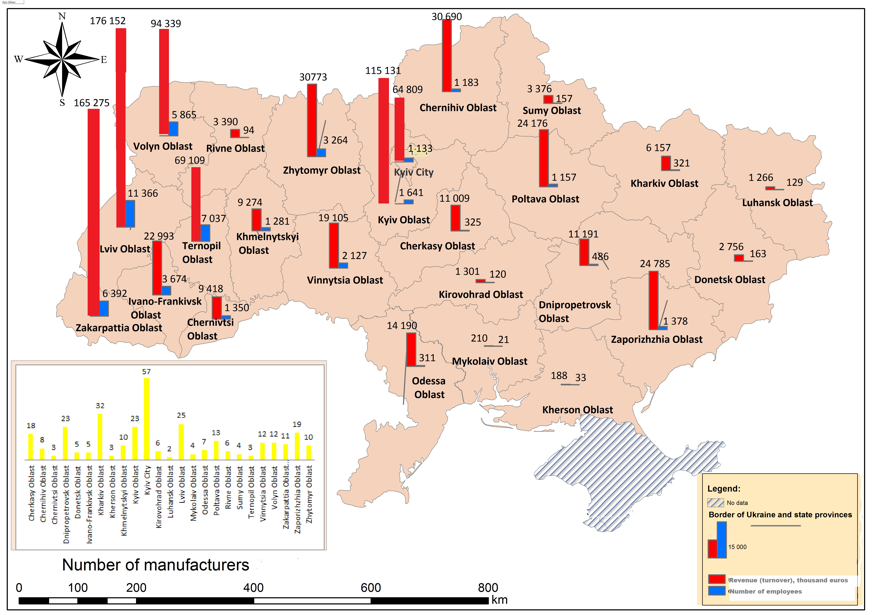 N
W E
S
176 152
94 339
165 275
5 865
Volyn Oblast
3 390
94
Rivne Oblast
69 109
11 366
Lviv Oblast
7 037
Ternopil
Oblast
9 274
1 281
Khmelnytskyi
Oblast
22 993
3 674
Ivano-Frankivsk
Oblast
6 392
Zakarpattia Oblast
9 418
1 350
Chernivtsi
Oblast
30773
3 264
Zhytomyr Oblast
19 105
2 127
Vinnytsia Oblast
115 131
64 809
1 133
Kyiv City
1 641
Kyiv Oblast
30 690
1 183
Chernihiv Oblast
3 376
157
Sumy Oblast
24 176
1 157
Poltava Oblast
11 009
325
Cherkasy Oblast
6 157
321
Kharkiv Oblast
1 266
129
Luhansk Oblast
2 756
163
Donetsk Oblast
11 191
486
Dnipropetrovsk
Oblast
1 301
120
Kirovohrad Oblast
24 785
1 378
Zaporizhzhia Oblast
14 190
311
Odessa
Oblast
210
21
Mykolaiv Oblast
188
33
Kherson Oblast
18 8 3 23 5 5 32 3 10 23 57 6 2 25 4 7 13 6 4 3 12 12 11 19 10
Cherkasy Oblast
Chernihiv Oblast
Chernivtsi Oblast
Dnipropetrovsk Oblast
Donetsk Oblast
Ivano-Frankivsk Oblast
Kharkiv Oblast
Kherson Oblast
Khmelnytskyi Oblast
Kyiv Oblast
Kyiv City
Kirovohrad Oblast
Luhansk Oblast
Lviv Oblast
Mykolaiv Oblast
Odessa Oblast
Poltava Oblast
Rivne Oblast
Sumy Oblast
Ternopil Oblast
Vinnytsia Oblast
Volyn Oblast
Zakarpattia Oblast
Zaporizhzhia Oblast
Zhytomyr Oblast
Number of manufacturers
0 100 200 400 600 800
km
Legend:
No data
Border of Ukraine and state provinces
15 000
Revenue (turnover), thousand euros
Number of employees